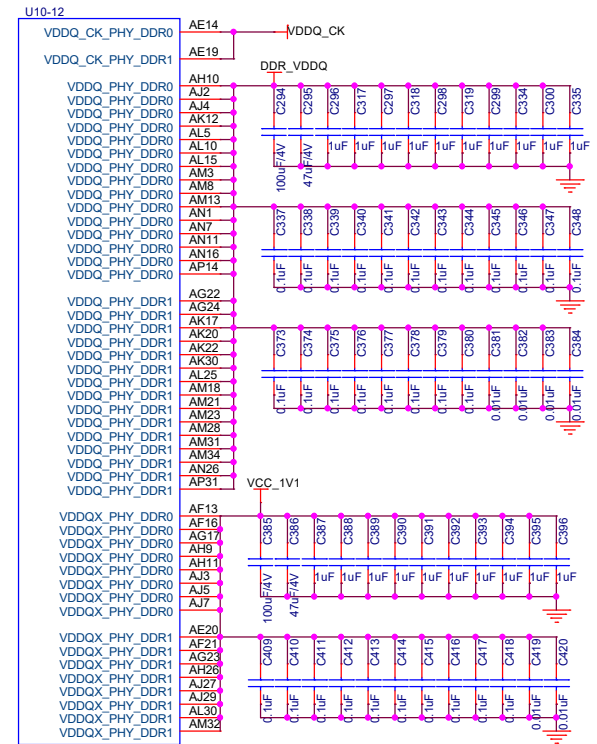 U10-12
VDDQ_CK_PHY_DDR0 AE14 VDDQ_CK
VDDQ_CK_PHY_DDR1 AE19
DDR_VDDQ
VDDQ_PHY_DDR0 AH10
VDDQ_PHY_DDR0 AJ2
VDDQ_PHY_DDR0 AJ4
VDDQ_PHY_DDR0 AK12
VDDQ_PHY_DDR0 AL5
VDDQ_PHY_DDR0 AL10
VDDQ_PHY_DDR0 AL15
VDDQ_PHY_DDR0 AM3
VDDQ_PHY_DDR0 AM8
VDDQ_PHY_DDR0 AM13
VDDQ_PHY_DDR0 AN1
VDDQ_PHY_DDR0 AN7
VDDQ_PHY_DDR0 AN11
VDDQ_PHY_DDR0 AN16
VDDQ_PHY_DDR0 AP14
C294 C295 C296 C317 C297 C318 C298 C319 C299 C334 C300 C335
100uF/4V 47uF/4V 1uF 1uF 1uF 1uF 1uF 1uF 1uF 1uF 1uF 1uF
C337 C338 C339 C340 C341 C342 C343 C344 C345 C346 C347 C348
0.1uF 0.1uF 0.1uF 0.1uF 0.1uF 0.1uF 0.1uF 0.1uF 0.1uF 0.1uF 0.1uF 0.1uF
VDDQ_PHY_DDR1 AG22
VDDQ_PHY_DDR1 AG24
VDDQ_PHY_DDR1 AK17
VDDQ_PHY_DDR1 AK20
VDDQ_PHY_DDR1 AK22
VDDQ_PHY_DDR1 AK30
VDDQ_PHY_DDR1 AL25
VDDQ_PHY_DDR1 AM18
VDDQ_PHY_DDR1 AM21
VDDQ_PHY_DDR1 AM23
VDDQ_PHY_DDR1 AM28
VDDQ_PHY_DDR1 AM31
VDDQ_PHY_DDR1 AM34
VDDQ_PHY_DDR1 AN26
VDDQ_PHY_DDR1 AP31
C373 C374 C375 C376 C377 C378 C379 C380 C381 C382 C383 C384
0.1uF 0.1uF 0.1uF 0.1uF 0.1uF 0.1uF 0.1uF 0.1uF 0.01uF 0.01uF 0.01uF 0.01uF
VCC_1V1
VDDQX_PHY_DDR0 AF13
VDDQX_PHY_DDR0 AF16
VDDQX_PHY_DDR0 AG17
VDDQX_PHY_DDR0 AH9
VDDQX_PHY_DDR0 AH11
VDDQX_PHY_DDR0 AJ3
VDDQX_PHY_DDR0 AJ5
VDDQX_PHY_DDR0 AJ7
C385 C386 C387 C388 C389 C390 C391 C392 C393 C394 C395 C396
100uF/4V 47uF/4V 1uF 1uF 1uF 1uF 1uF 1uF 1uF 1uF 1uF 1uF
VDDQX_PHY_DDR1 AE20
VDDQX_PHY_DDR1 AF21
VDDQX_PHY_DDR1 AG23
VDDQX_PHY_DDR1 AH26
VDDQX_PHY_DDR1 AJ27
VDDQX_PHY_DDR1 AJ29
VDDQX_PHY_DDR1 AL30
VDDQX_PHY_DDR1 AM32
C409 C410 C411 C412 C413 C414 C415 C416 C417 C418 C419 C420
0.1uF 0.1uF 0.1uF 0.1uF 0.1uF 0.1uF 0.1uF 0.1uF 0.1uF 0.1uF 0.01uF 0.01uF